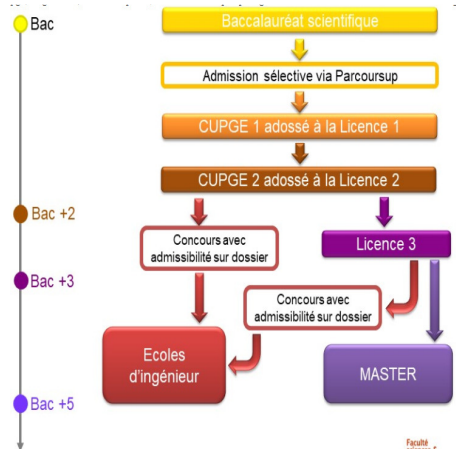 Bac
Baccalauréat scientifique
Admission sélective via Parcoursup
CUPGE 1 adossé à la Licence 1
CUPGE 2 adossé à la Licence 2
Bac +2
Concours avec
admissibilité sur dossier
Licence 3
Bac +3
Concours avec
admissibilité sur dossier
Ecoles
d'ingénieur
MASTER
Bac +5
Faculté